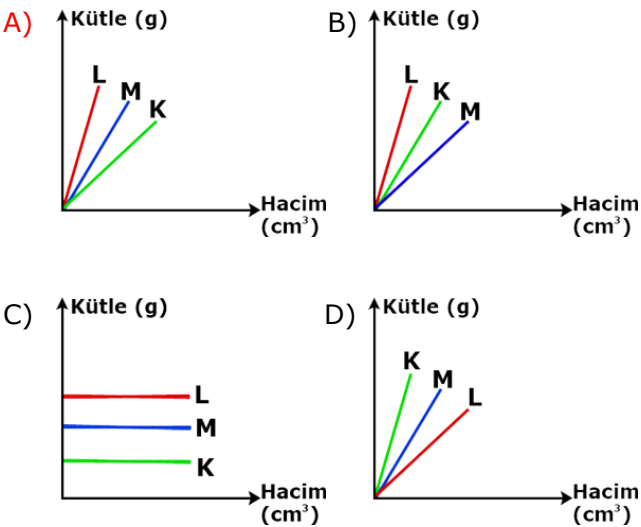 A)
Kütle (g)
L
M
K
Hacim
(cm³)
B)
Kütle (g)
L
K
M
Hacim
(cm³)
C)
Kütle (g)
L
M
K
Hacim
(cm³)
D)
Kütle (g)
K
M
L
Hacim
(cm³)